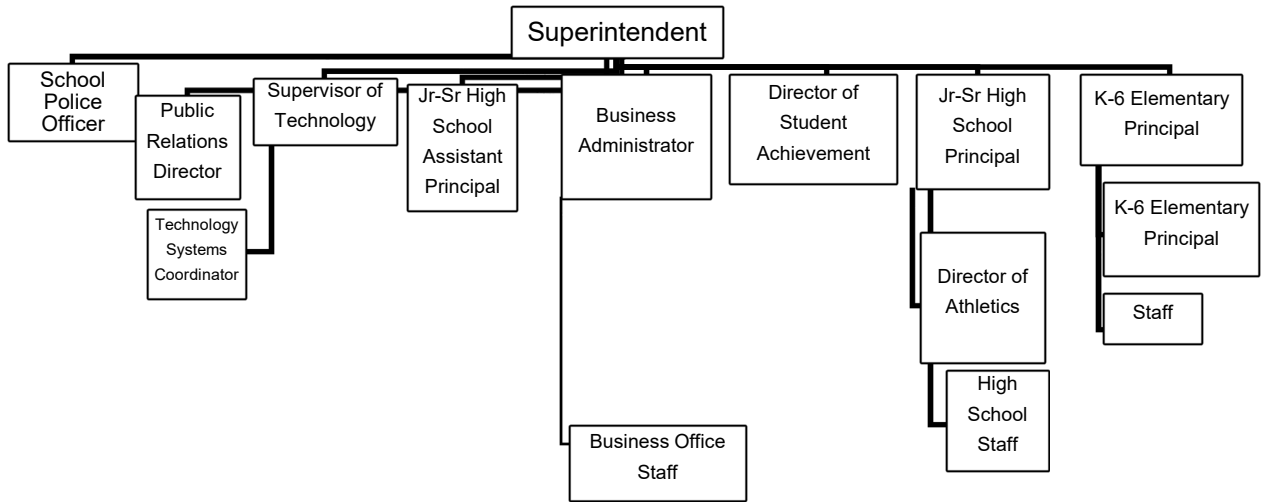 Superintendent
School
Police
Officer
Public
Relations
Director
Supervisor of
Technology
Technology
Systems
Coordinator
Jr-Sr High
School
Assistant
Principal
Business
Administrator
Business Office
Staff
Director of
Student
Achievement
Jr-Sr High
School
Principal
Director of
Athletics
High
School
Staff
K-6 Elementary
Principal
K-6 Elementary
Principal
Staff